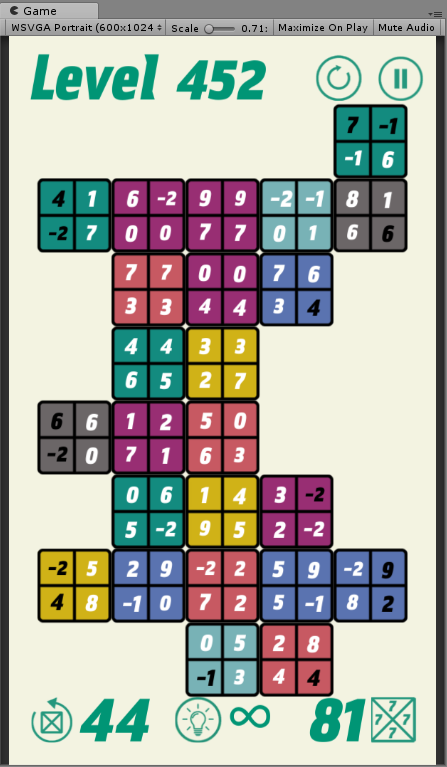 Game
WSVGA Portrait (600x1024 Scale 0.71: Maximize On Play Mute Audio
Level 452
7 -1
-1 6
4 1 6 -2 9 9 -2 -1 8 1
-2 7 0 0 7 7 0 1 6 6
7 7 0 0 7 6
3 3 4 4 3 4
4 4 3 3
6 5 2 7
6 6 1 2 5 0
-2 0 7 1 6 3
0 6 1 4 3 -2
5 -2 9 5 2 -2
-2 5 2 9 -2 2 5 9 -2 9
4 8 -1 0 7 2 5 -1 8 2
0 5 2 8
-1 3 4 4
44 ∞ 81 7 7 7 7